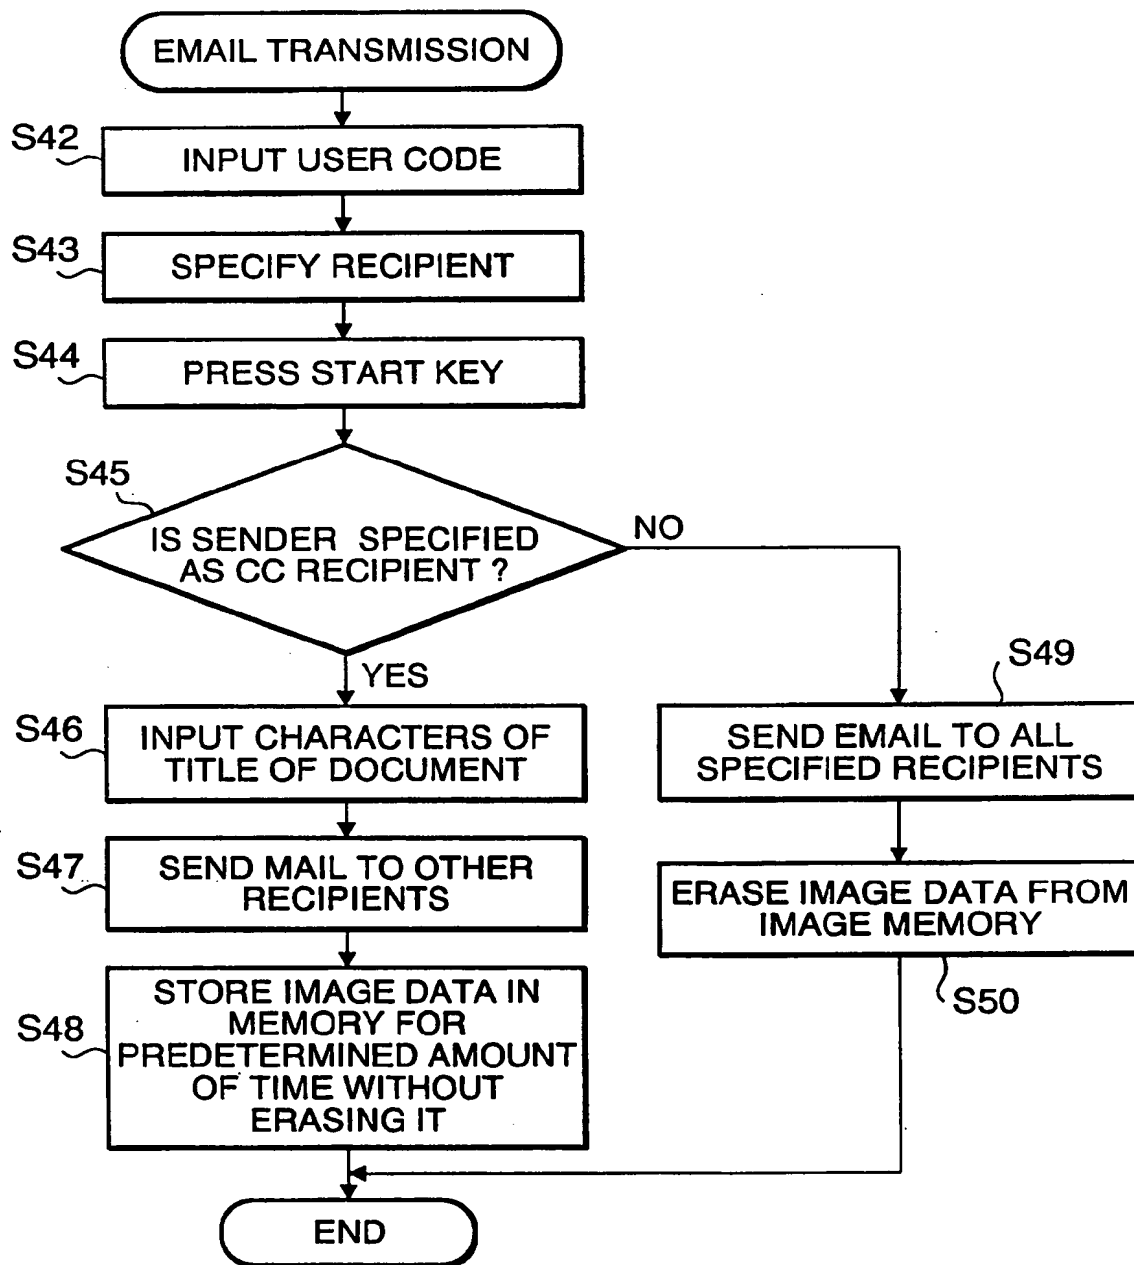 EMAIL TRANSMISSION
S42
INPUT USER CODE
S43
SPECIFY RECIPIENT
S44
PRESS START KEY
S45
IS SENDER SPECIFIED
AS CC RECIPIENT ?
NO
YES
S46
INPUT CHARACTERS OF
TITLE OF DOCUMENT
S47
SEND MAIL TO OTHER
RECIPIENTS
S48
STORE IMAGE DATA IN
MEMORY FOR
PREDETERMINED AMOUNT
OF TIME WITHOUT
ERASING IT
S49
SEND EMAIL TO ALL
SPECIFIED RECIPIENTS
ERASE IMAGE DATA FROM
IMAGE MEMORY
S50
END